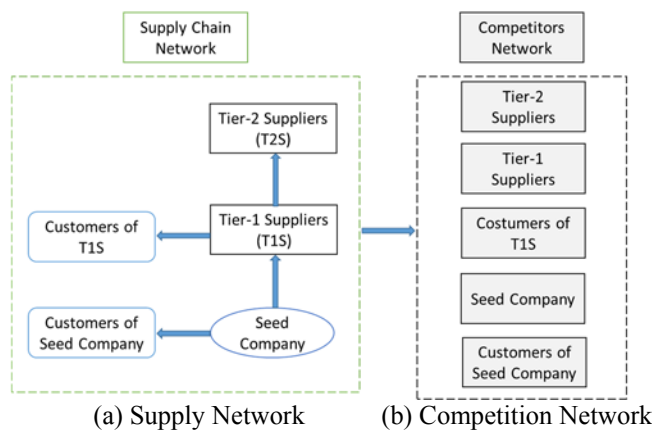 Supply Chain
Network
Competitors
Network
Tier-2 Suppliers
(T2S)
Tier-1 Suppliers
(T1S)
Customers of
T1S
Customers of
Seed Company
Seed
Company
Tier-2
Suppliers
Tier-1
Suppliers
Costumers of
T1S
Seed Company
Customers of
Seed Company
(a) Supply Network
(b) Competition Network